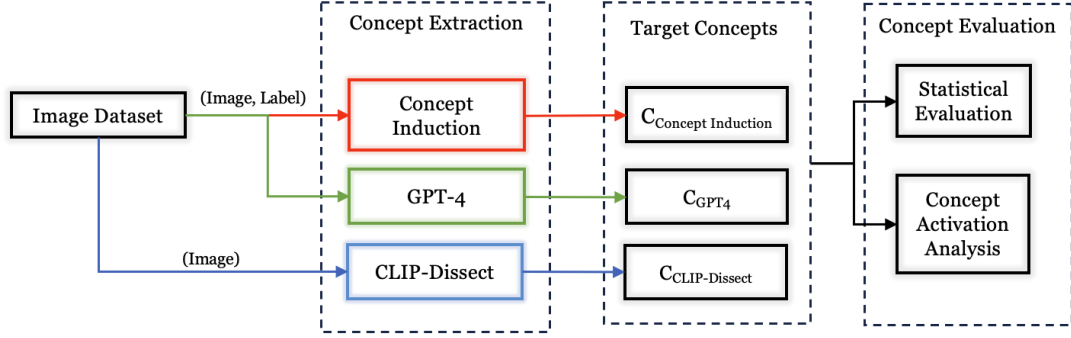 Concept Extraction
Target Concepts
Concept Evaluation
Image Dataset
(Image, Label)
(Image)
Concept
Induction
GPT-4
CLIP-Dissect
C_Concept Induction
C_GPT4
C_CLIP-Dissect
Statistical
Evaluation
Concept
Activation
Analysis